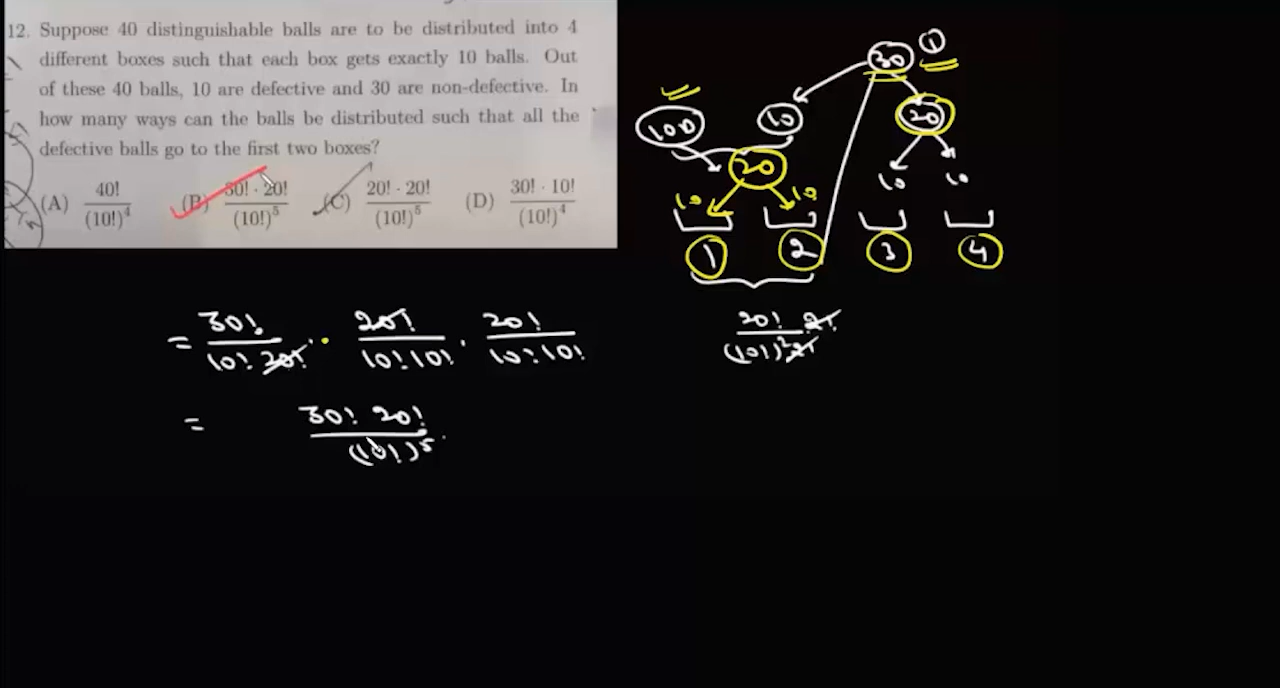 12. Suppose 40 distinguishable balls are to be distributed into 4
different boxes such that each box gets exactly 10 balls. Out
of these 40 balls, 10 are defective and 30 are non-defective. In
how many ways can the balls be distributed such that all the
defective balls go to the first two boxes?
(A) 40! / (10!)^4 (B) 30! · 20! / (10!)^5 (C) 20! · 20! / (10!)^5 (D) 30! · 10! / (10!)^4
30 1
10D 10 20
20
10 10 10 10
1 2 3 4
= 30! / 10! 20! · 20! / 10! 10! · 20! / 10! 10!
20! 2! / (10!)^2 2!
= 30! 20! / (10!)^5